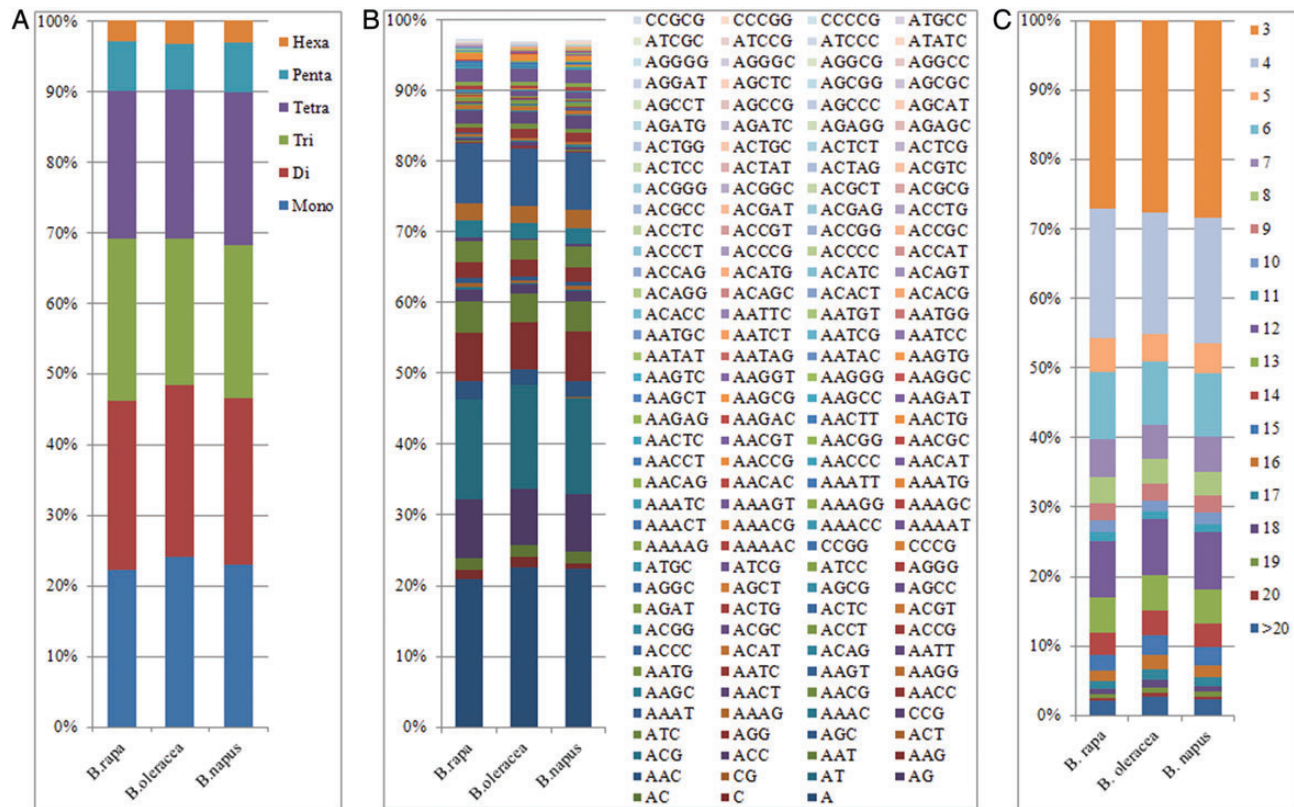 A
100%
90%
80%
70%
60%
50%
40%
30%
20%
10%
0%
B.rapa
B.oleracea
B.napus
Hexa
Penta
Tetra
Tri
Di
Mono
B
100%
90%
80%
70%
60%
50%
40%
30%
20%
10%
0%
B.rapa
B.oleracea
B.napus
CCGCG CCCGG CCCCG ATGCC
ATCGC ATCCG ATCCC ATATC
AGGGG AGGGC AGGCG AGGCC
AGGAT AGCTC AGCGG AGCGC
AGCCT AGCCG AGCCC AGCAT
AGATG AGATC AGAGG AGAGC
ACTGG ACTGC ACTCT ACTCG
ACTCC ACTAT ACTAG ACGTC
ACGGG ACGGC ACGCT ACGCG
ACGCC ACGAT ACGAG ACCTG
ACCTC ACCGT ACCGG ACCGC
ACCCT ACCCG ACCCC ACCAT
ACCAG ACATG ACATC ACAGT
ACAGG ACAGC ACACT ACACG
ACACC AATTC AATGT AATGG
AATGC AATCT AATCG AATCC
AATAT AATAG AATAC AAGTG
AAGTC AAGGT AAGGG AAGGC
AAGCT AAGCG AAGCC AAGAT
AAGAG AAGAC AACTT AACTG
AACTC AACGT AACGG AACGC
AACCT AACCG AACCC AACAT
AACAG AACAC AAATT AAATG
AAATC AAAGT AAAGG AAAGC
AAACT AAACG AAACC AAAAT
AAAAG AAAAC CCGG CCCG
ATGC ATCG ATCC AGGG
AGGC AGCT AGCG AGCC
AGAT ACTG ACTC ACGT
ACGG ACGC ACCT ACCG
ACCC ACAT ACAG AATT
AATG AATC AAGT AAGG
AAGC AACT AACG AACC
AAAT AAAG AAAC CCG
ATC AGG AGC ACT
ACG ACC AAT AAG
AAC CG AT AG
AC C A
C
100%
90%
80%
70%
60%
50%
40%
30%
20%
10%
0%
B. rapa
B. oleracea
B. napus
3
4
5
6
7
8
9
10
11
12
13
14
15
16
17
18
19
20
>20